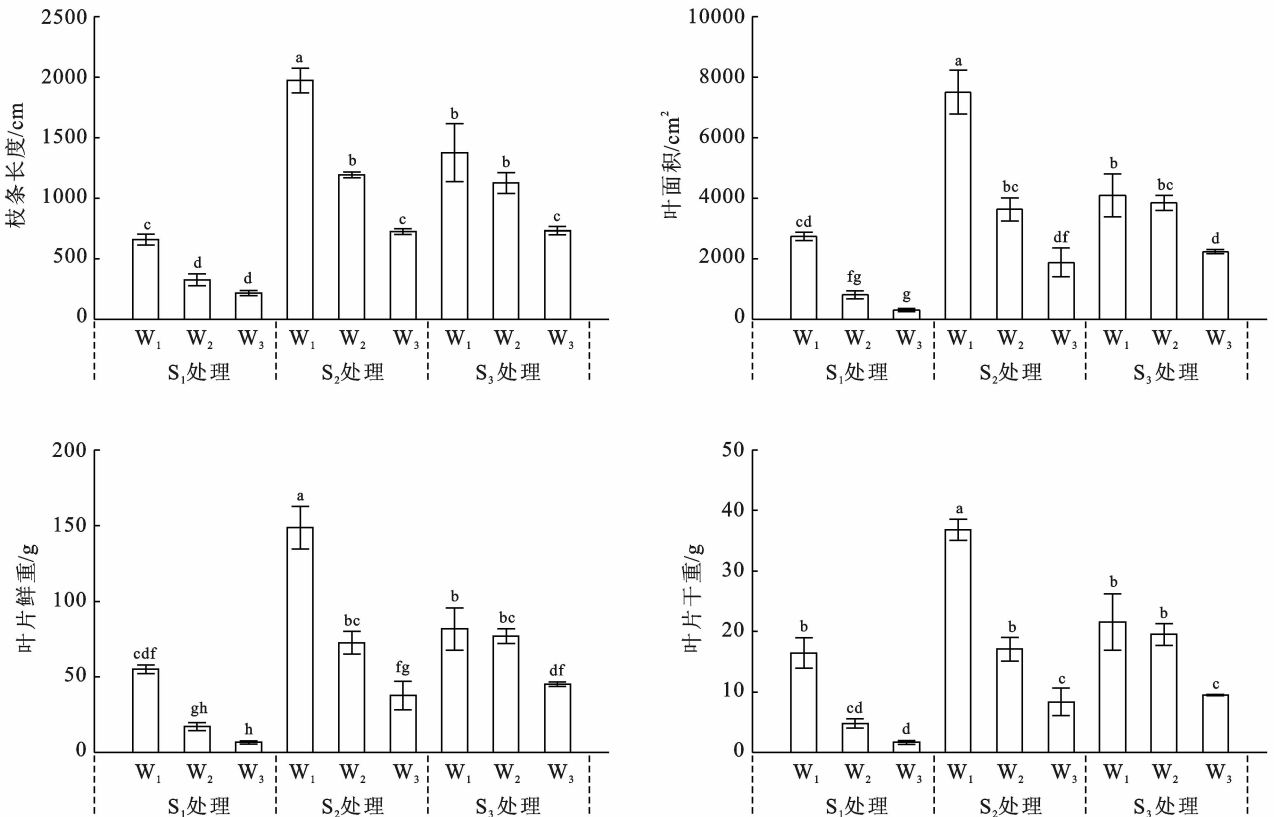 枝条长度/cm
2500
2000
1500
1000
500
0
c
d
d
a
b
c
b
b
c
W₁ W₂ W₃ W₁ W₂ W₃ W₁ W₂ W₃
S₁处理 S₂处理 S₃处理
叶面积/cm²
10000
8000
6000
4000
2000
0
cd
fg
g
a
bc
df
b
bc
d
W₁ W₂ W₃ W₁ W₂ W₃ W₁ W₂ W₃
S₁处理 S₂处理 S₃处理
叶片鲜重/g
200
150
100
50
0
cdf
gh
h
a
bc
fg
b
bc
df
W₁ W₂ W₃ W₁ W₂ W₃ W₁ W₂ W₃
S₁处理 S₂处理 S₃处理
叶片干重/g
50
40
30
20
10
0
b
cd
d
a
b
c
b
b
c
W₁ W₂ W₃ W₁ W₂ W₃ W₁ W₂ W₃
S₁处理 S₂处理 S₃处理